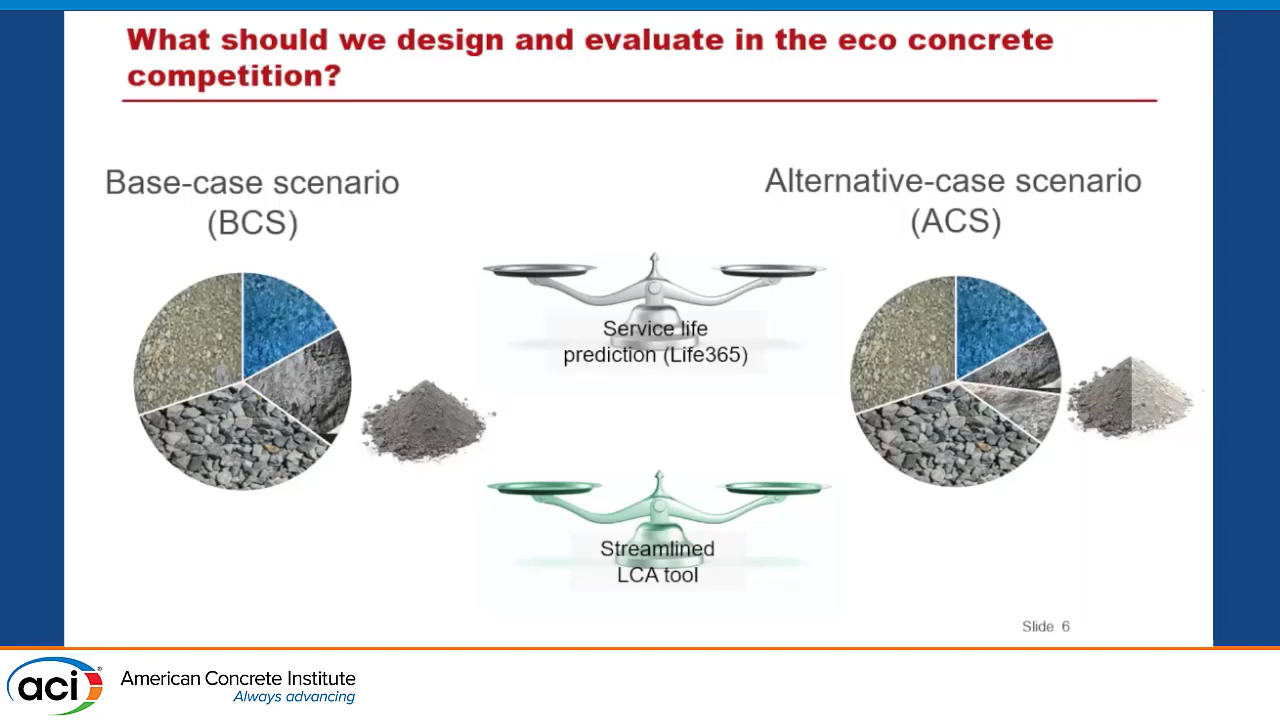 What should we design and evaluate in the eco concrete
competition?
Base-case scenario
(BCS)
Alternative-case scenario
(ACS)
Service life
prediction (Life365)
Streamlined
LCA tool
Slide 6
aci®
American Concrete Institute
Always advancing